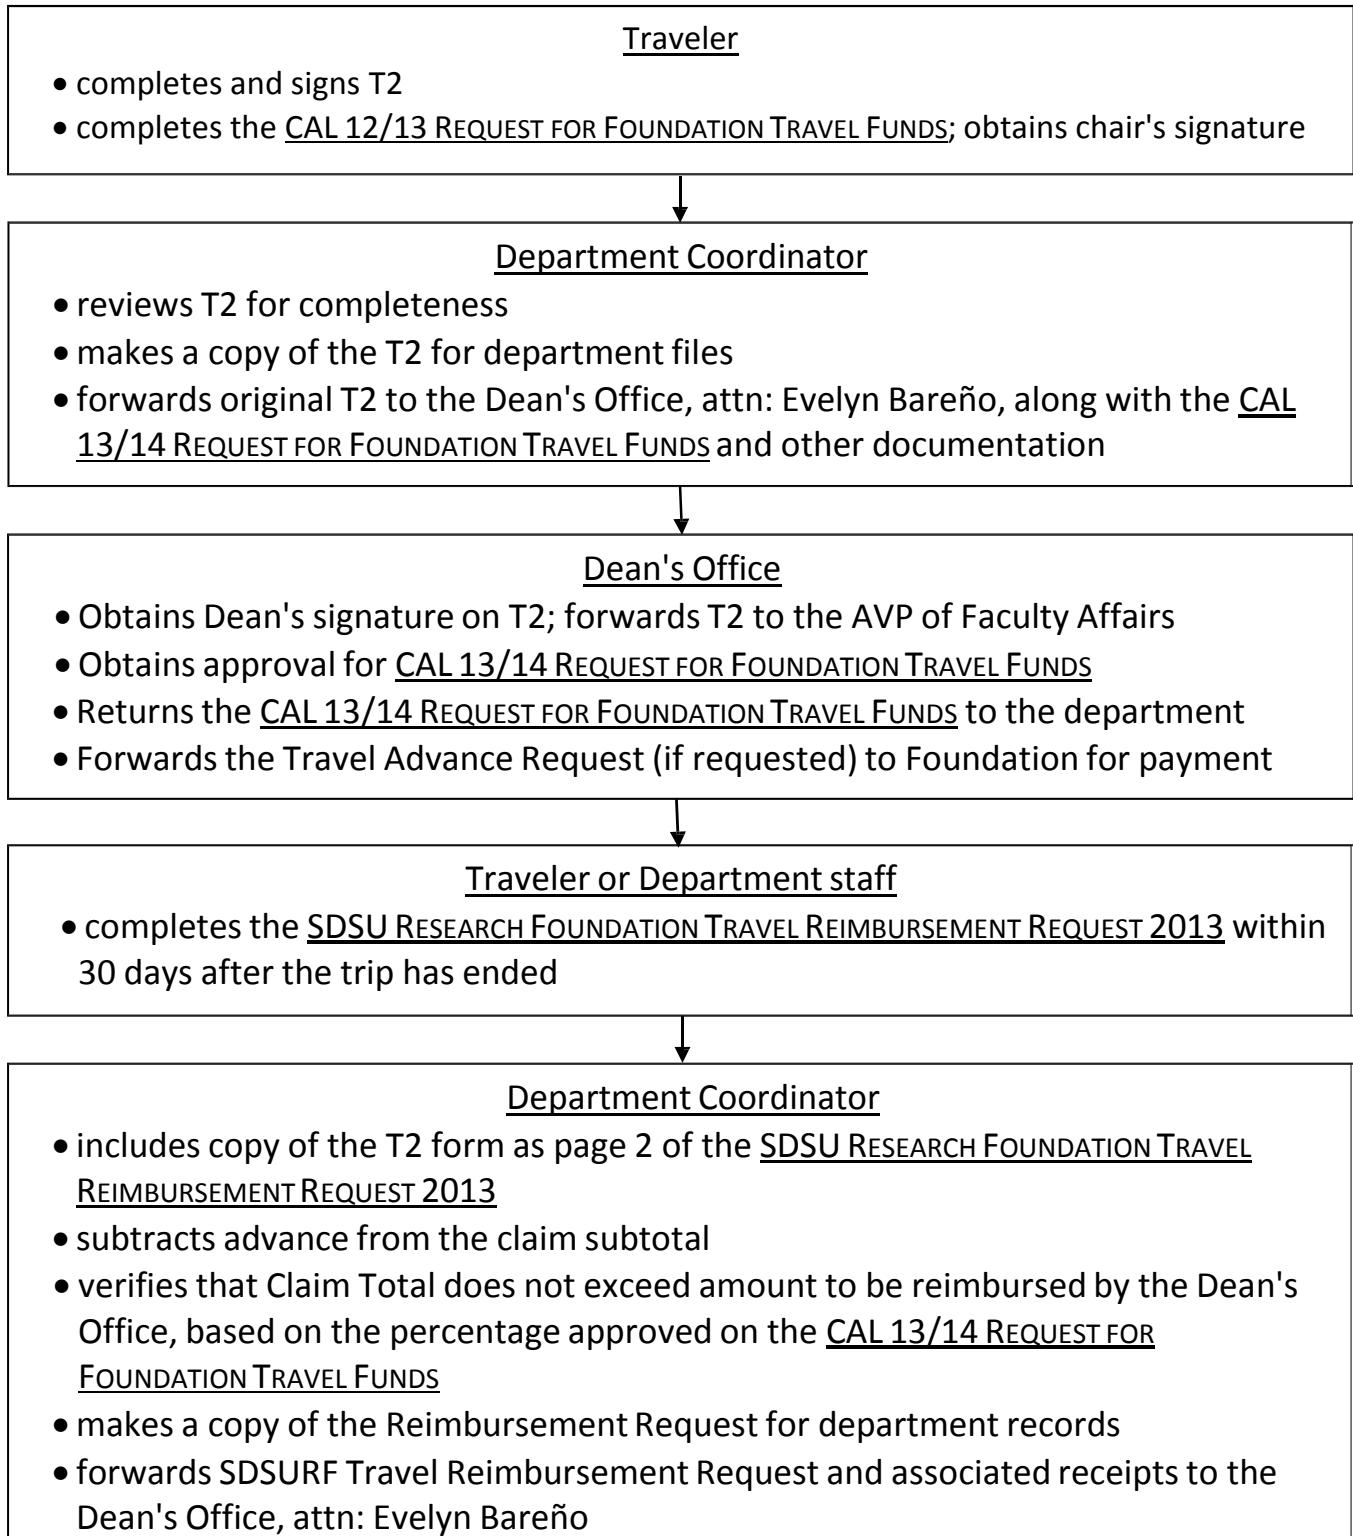 Traveler
• completes and signs T2
• completes the CAL 12/13 REQUEST FOR FOUNDATION TRAVEL FUNDS; obtains chair's signature
Department Coordinator
• reviews T2 for completeness
• makes a copy of the T2 for department files
• forwards original T2 to the Dean's Office, attn: Evelyn Bareño, along with the CAL
13/14 REQUEST FOR FOUNDATION TRAVEL FUNDS and other documentation
Dean's Office
• Obtains Dean's signature on T2; forwards T2 to the AVP of Faculty Affairs
• Obtains approval for CAL 13/14 REQUEST FOR FOUNDATION TRAVEL FUNDS
• Returns the CAL 13/14 REQUEST FOR FOUNDATION TRAVEL FUNDS to the department
• Forwards the Travel Advance Request (if requested) to Foundation for payment
Traveler or Department staff
• completes the SDSU RESEARCH FOUNDATION TRAVEL REIMBURSEMENT REQUEST 2013 within
30 days after the trip has ended
Department Coordinator
• includes copy of the T2 form as page 2 of the SDSU RESEARCH FOUNDATION TRAVEL
REIMBURSEMENT REQUEST 2013
• subtracts advance from the claim subtotal
• verifies that Claim Total does not exceed amount to be reimbursed by the Dean's
Office, based on the percentage approved on the CAL 13/14 REQUEST FOR
FOUNDATION TRAVEL FUNDS
• makes a copy of the Reimbursement Request for department records
• forwards SDSURF Travel Reimbursement Request and associated receipts to the
Dean's Office, attn: Evelyn Bareño